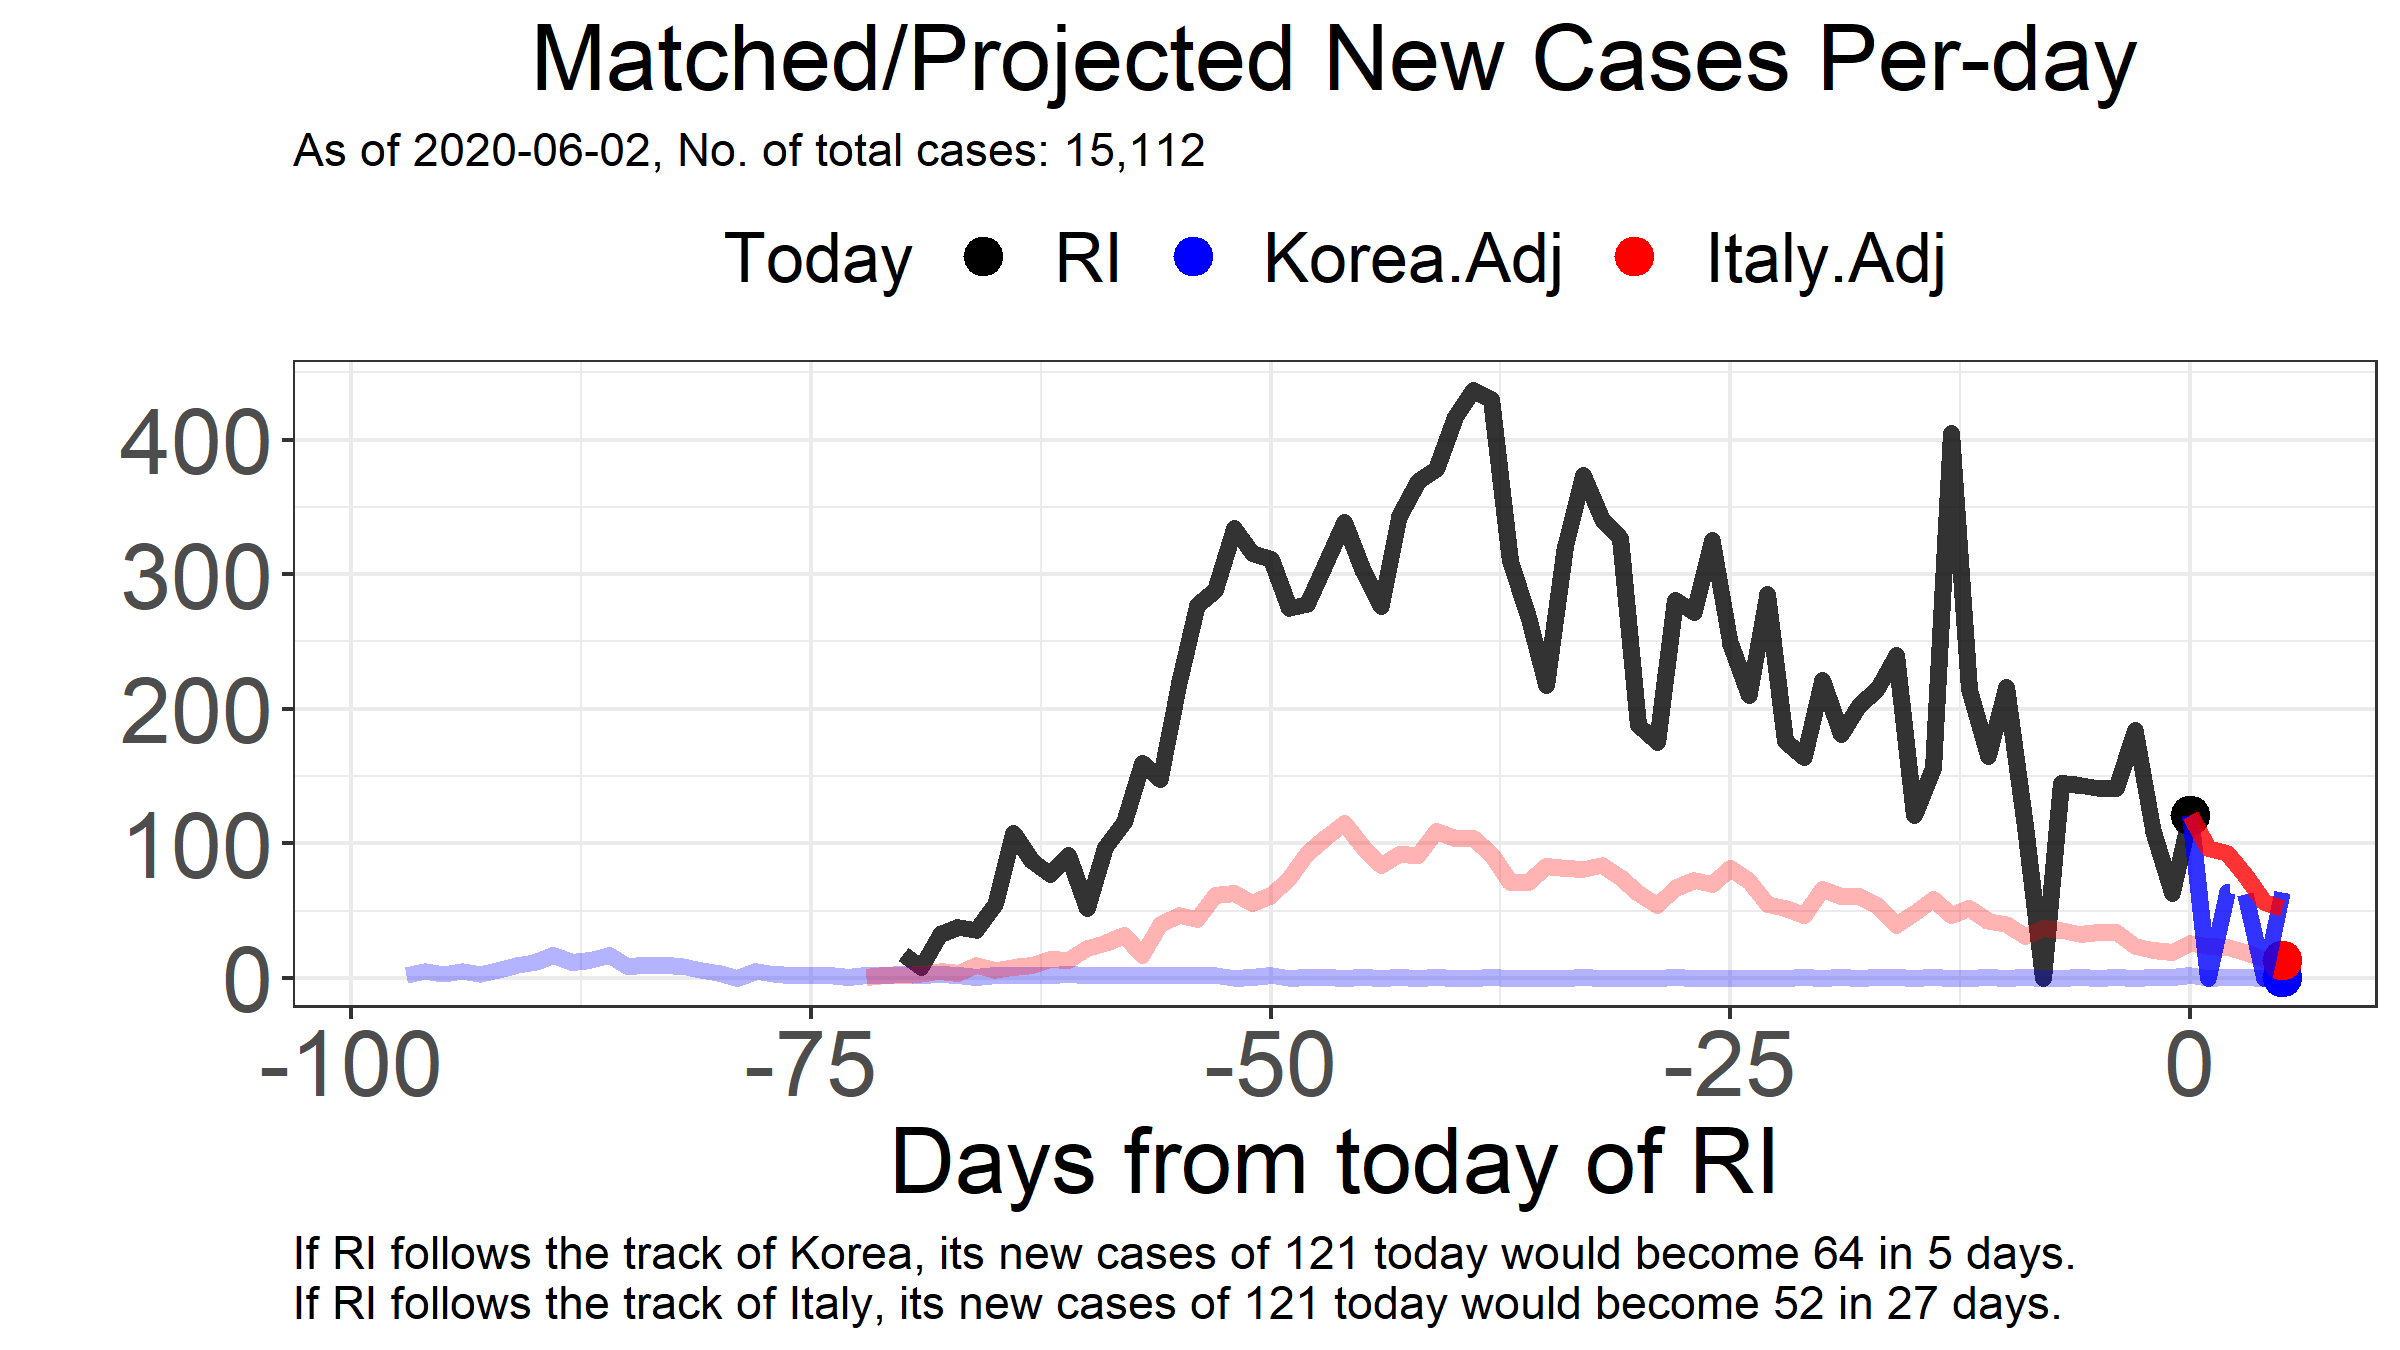 Matched/Projected New Cases Per-day
As of 2020-06-02, No. of total cases: 15,112
Today RI Korea.Adj Italy.Adj
400
300
200
100
0
-100 -75 -50 -25 0
Days from today of RI
If RI follows the track of Korea, its new cases of 121 today would become 64 in 5 days.
If RI follows the track of Italy, its new cases of 121 today would become 52 in 27 days.